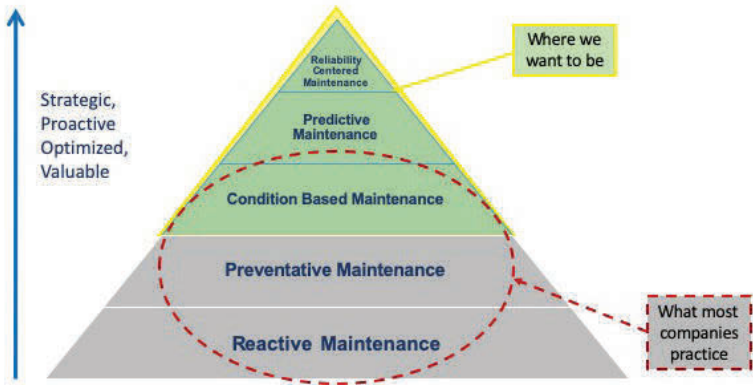 Reliability
Centered
Maintenance
Where we
want to be
Strategic,
Proactive
Optimized,
Valuable
Predictive
Maintenance
Condition Based Maintenance
Preventative Maintenance
Reactive Maintenance
What most
companies
practice